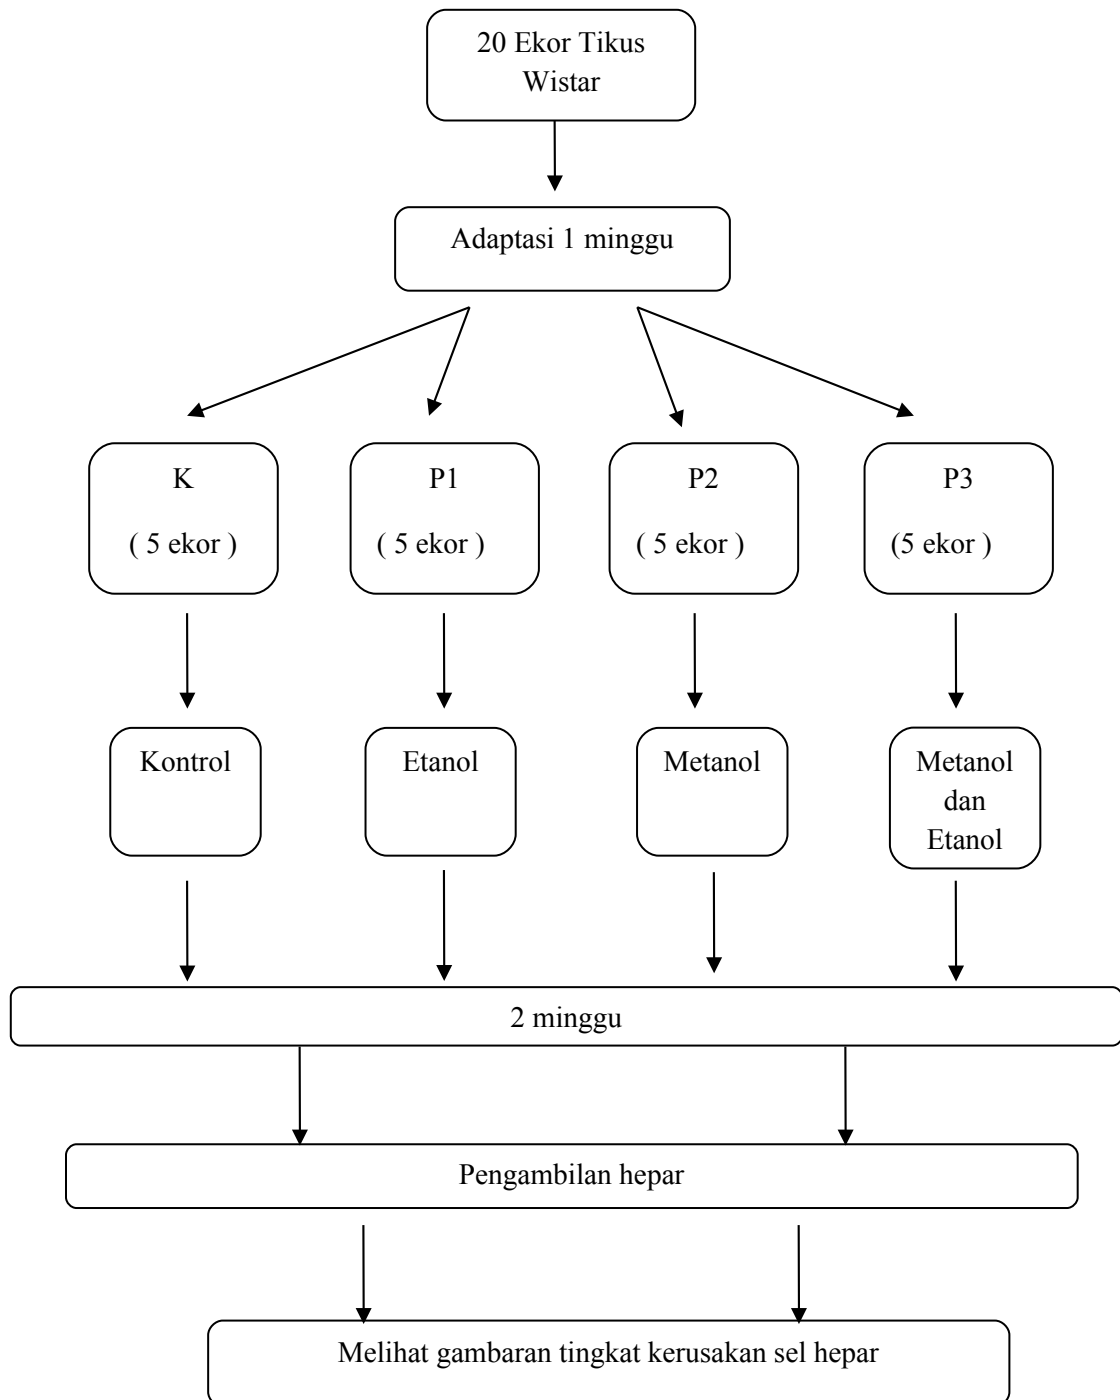 20 Ekor Tikus
Wistar
Adaptasi 1 minggu
K
( 5 ekor )
P1
( 5 ekor )
P2
( 5 ekor )
P3
(5 ekor )
Kontrol
Etanol
Metanol
Metanol
dan
Etanol
2 minggu
Pengambilan hepar
Melihat gambaran tingkat kerusakan sel hepar